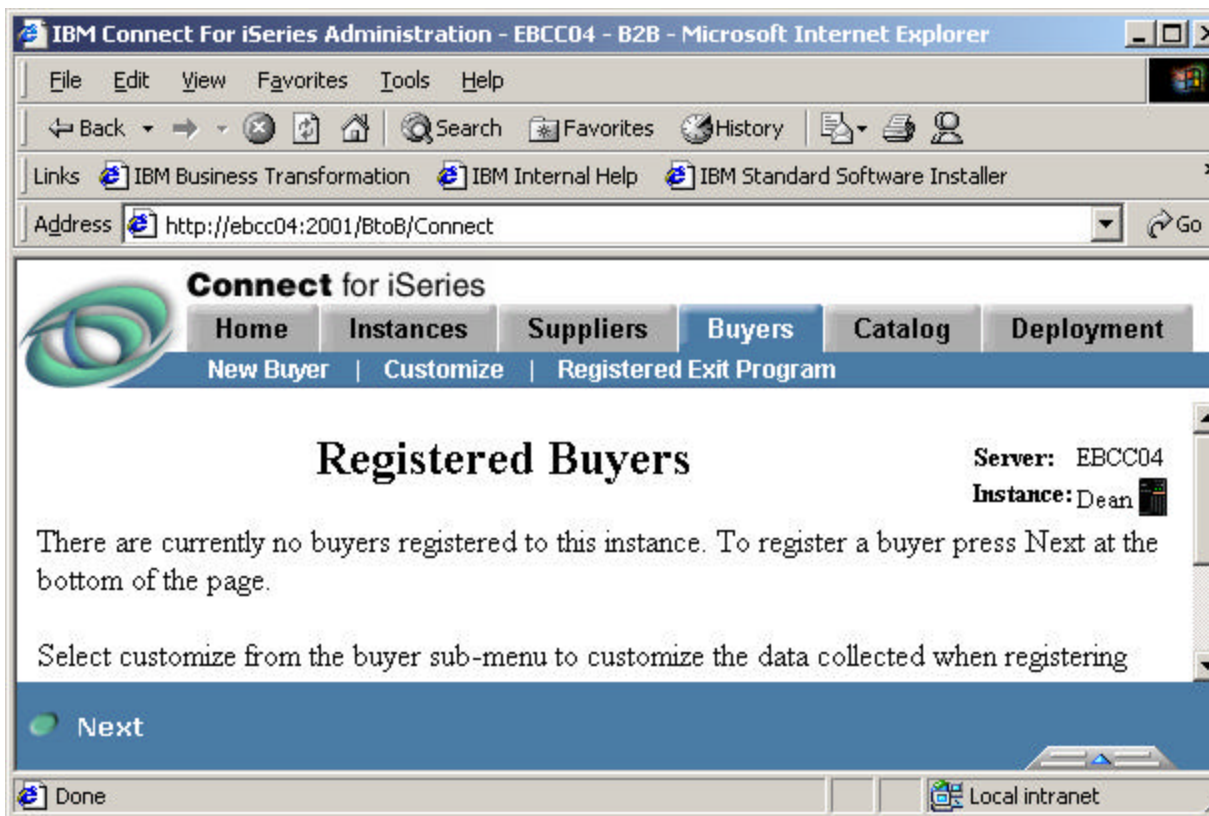 IBM Connect For iSeries Administration - EBCC04 - B2B - Microsoft Internet Explorer
File Edit View Favorites Tools Help
Back Search Favorites History
Links IBM Business Transformation IBM Internal Help IBM Standard Software Installer
Address http://ebcc04:2001/BtoB/Connect Go
Connect for iSeries
Home Instances Suppliers Buyers Catalog Deployment
New Buyer | Customize | Registered Exit Program
Registered Buyers
Server: EBCC04
Instance: Dean
There are currently no buyers registered to this instance. To register a buyer press Next at the
bottom of the page.
Select customize from the buyer sub-menu to customize the data collected when registering
Next
Done Local intranet